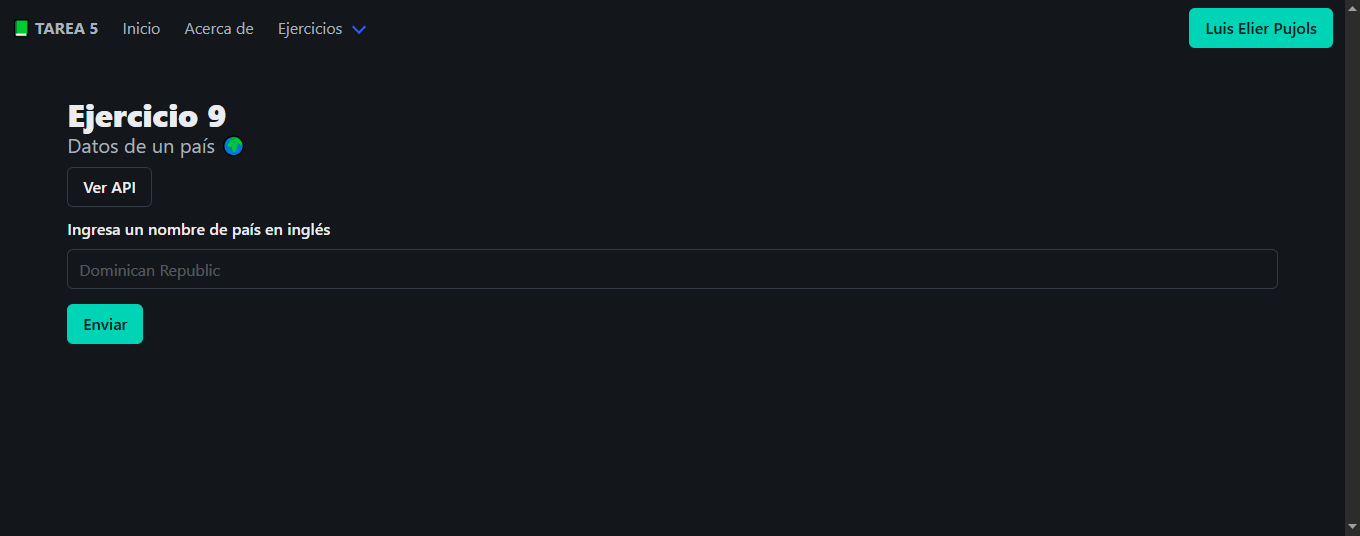 TAREA 5 Inicio Acerca de Ejercicios Luis Elier Pujols
Ejercicio 9
Datos de un país
Ver API
Ingresa un nombre de país en inglés
Dominican Republic
Enviar